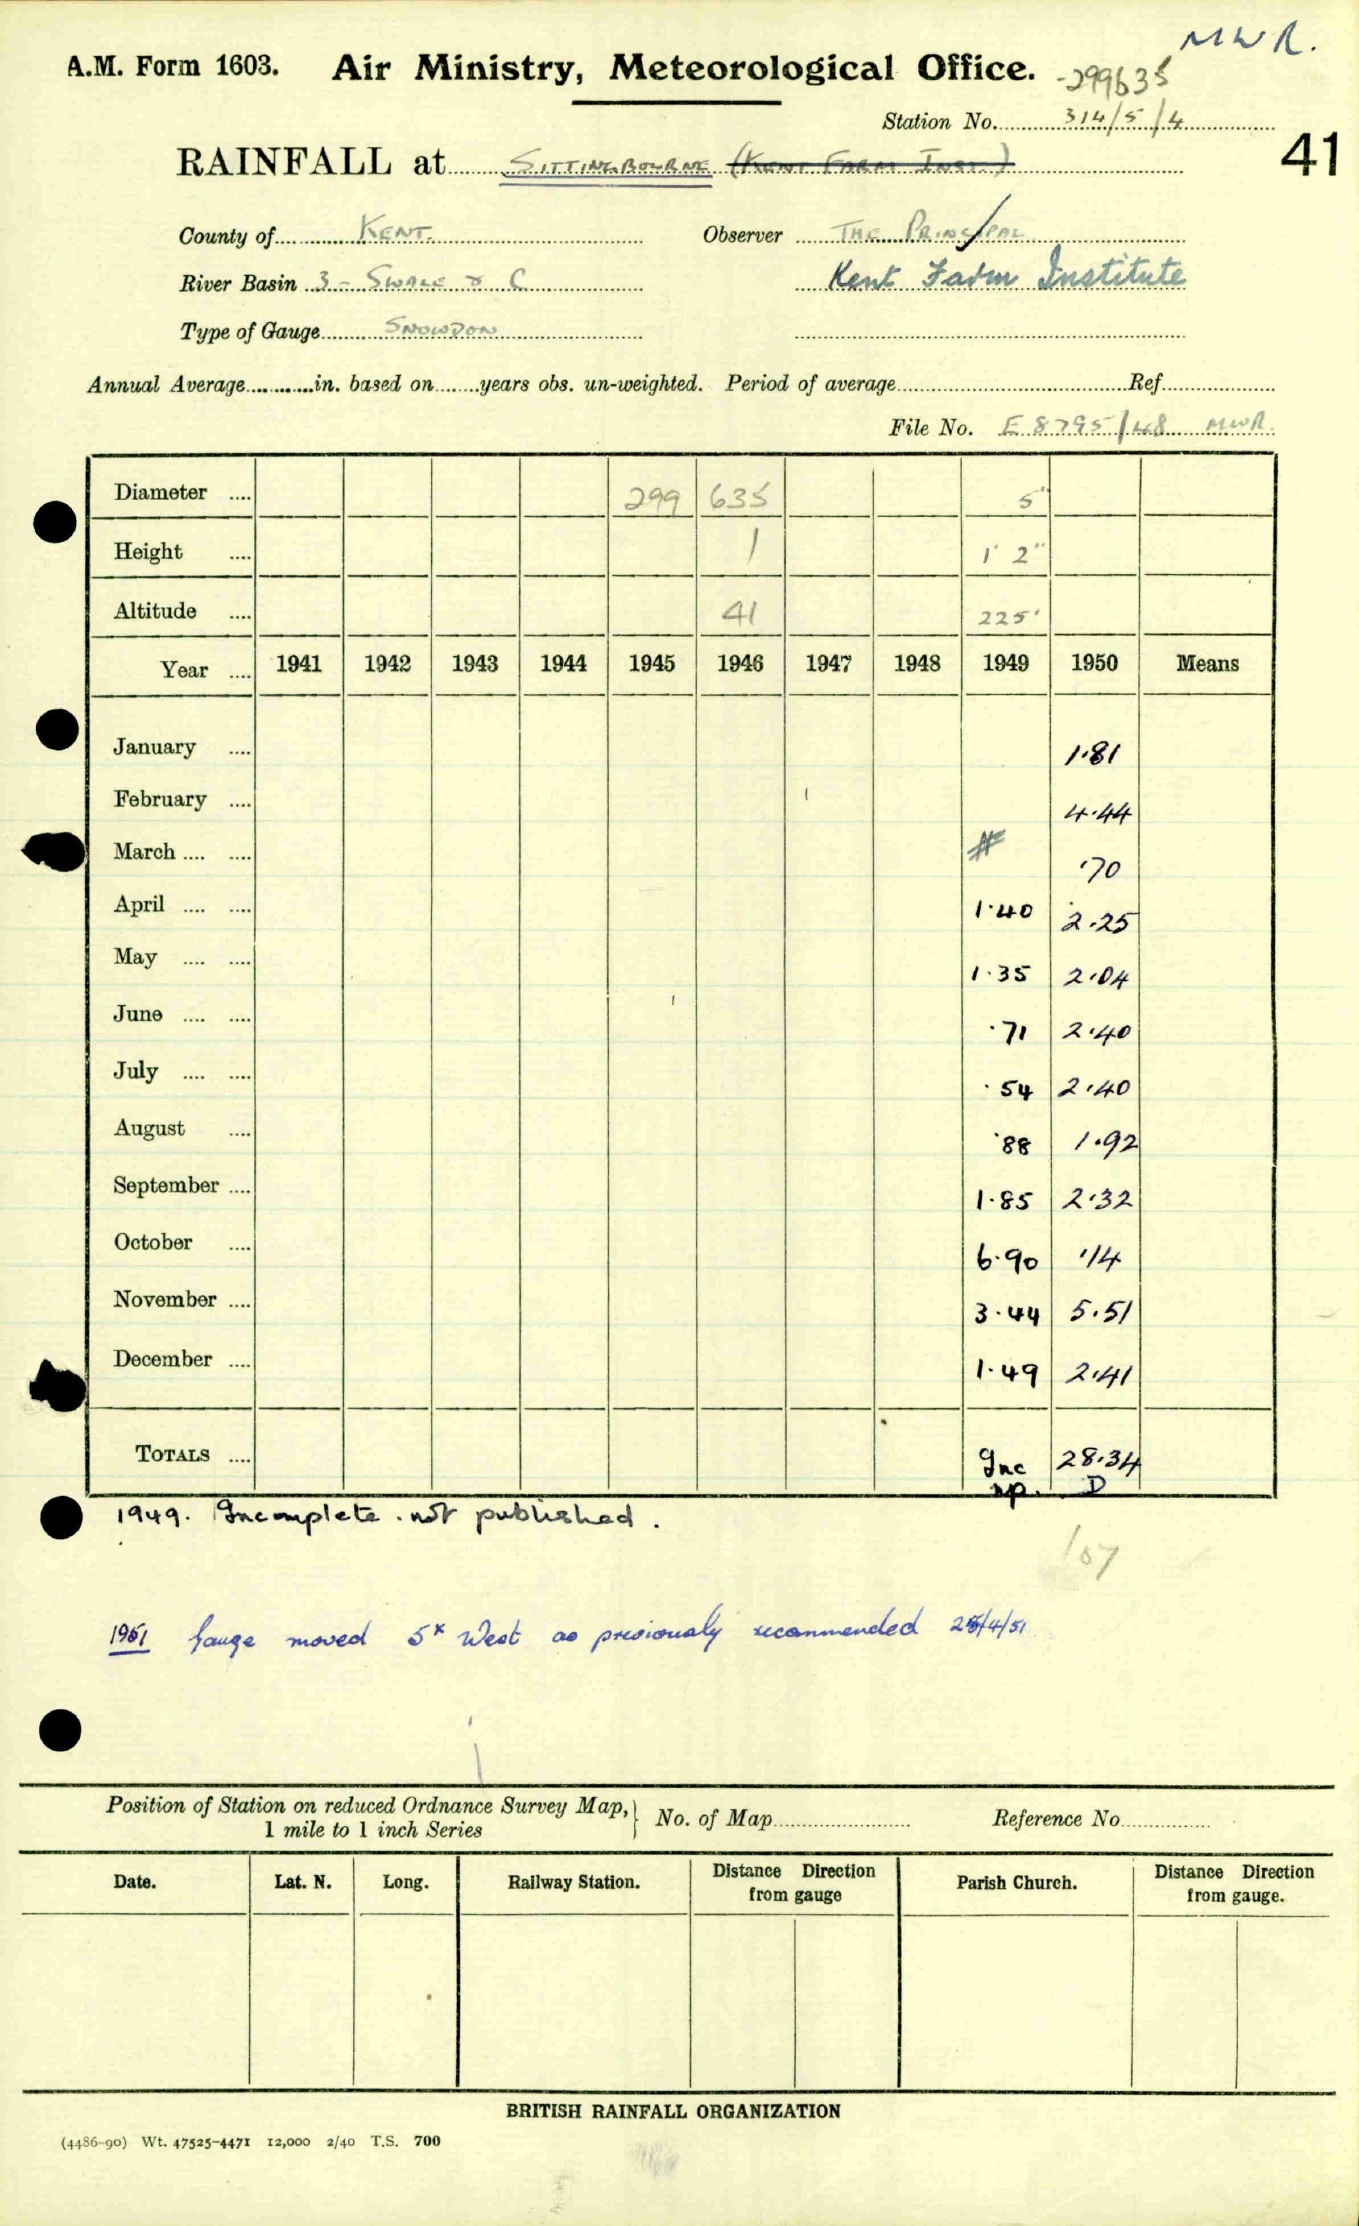 MWR.
A.M. Form 1603. Air Ministry, Meteorological Office. 299635
Station No. 314/5/4
41
RAINFALL at SITTINGBOURNE (KENT FARM INST.)
County of KENT. Observer THE PRINCIPAL
River Basin 3 - SWALE & C Kent Farm Institute
Type of Gauge SNOWDON
Annual Average in. based on years obs. un-weighted. Period of average Ref
File No. E 8795/48 MWR.
Diameter .... 299 635 5"
Height .... 1 1' 2"
Altitude .... 41 225'
Year .... 1941 1942 1943 1944 1945 1946 1947 1948 1949 1950 Means
January .... 1.81
February .... 4.44
March .... .... # .70
April .... .... 1.40 2.25
May .... .... 1.35 2.04
June .... .... .71 2.40
July .... .... .54 2.40
August .... .88 1.92
September .... 1.85 2.32
October .... 6.90 .14
November .... 3.44 5.51
December .... 1.49 2.41
TOTALS .... Inc 28.34
np. D
1949. Incomplete. not published.
107
1951 Gauge moved 5x West as previously recommended /4/51
Position of Station on reduced Ordnance Survey Map, } No. of Map Reference No.
1 mile to 1 inch Series
Date. Lat. N. Long. Railway Station. Distance Direction from gauge Parish Church. Distance Direction from gauge.
BRITISH RAINFALL ORGANIZATION
(4486-90) Wt. 47525-4471 12,000 2/40 T.S. 700